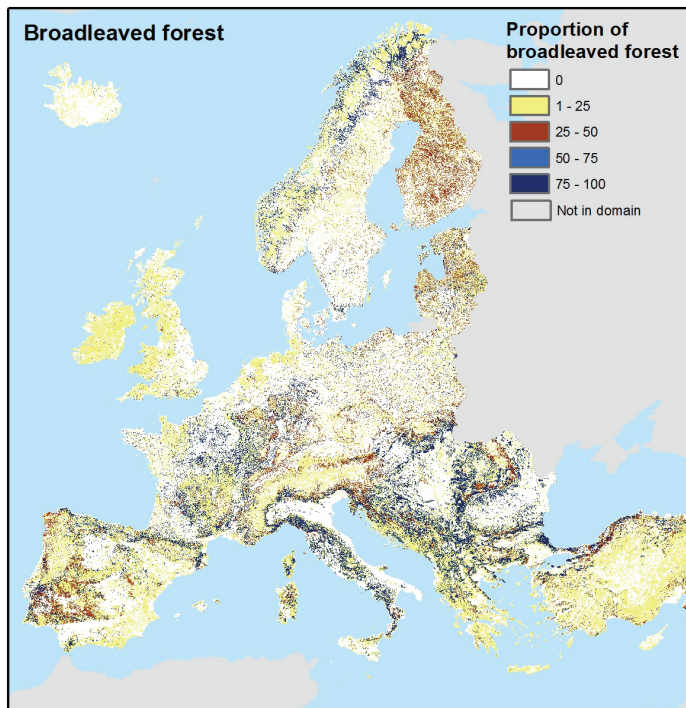 Broadleaved forest
Proportion of
broadleaved forest
0
1 - 25
25 - 50
50 - 75
75 - 100
Not in domain